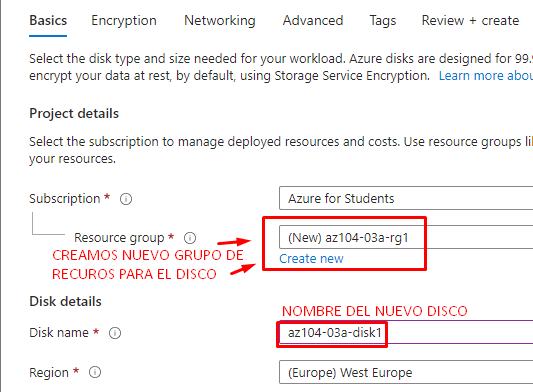 Basics Encryption Networking Advanced Tags Review + create
Select the disk type and size needed for your workload. Azure disks are designed for 99.9
encrypt your data at rest, by default, using Storage Service Encryption. Learn more abou
Project details
Select the subscription to manage deployed resources and costs. Use resource groups li
your resources.
Subscription * Azure for Students
Resource group * (New) az104-03a-rg1
CREAMOS NUEVO GRUPO DE Create new
RECUROS PARA EL DISCO
Disk details NOMBRE DEL NUEVO DISCO
Disk name * az104-03a-disk1
Region * (Europe) West Europe